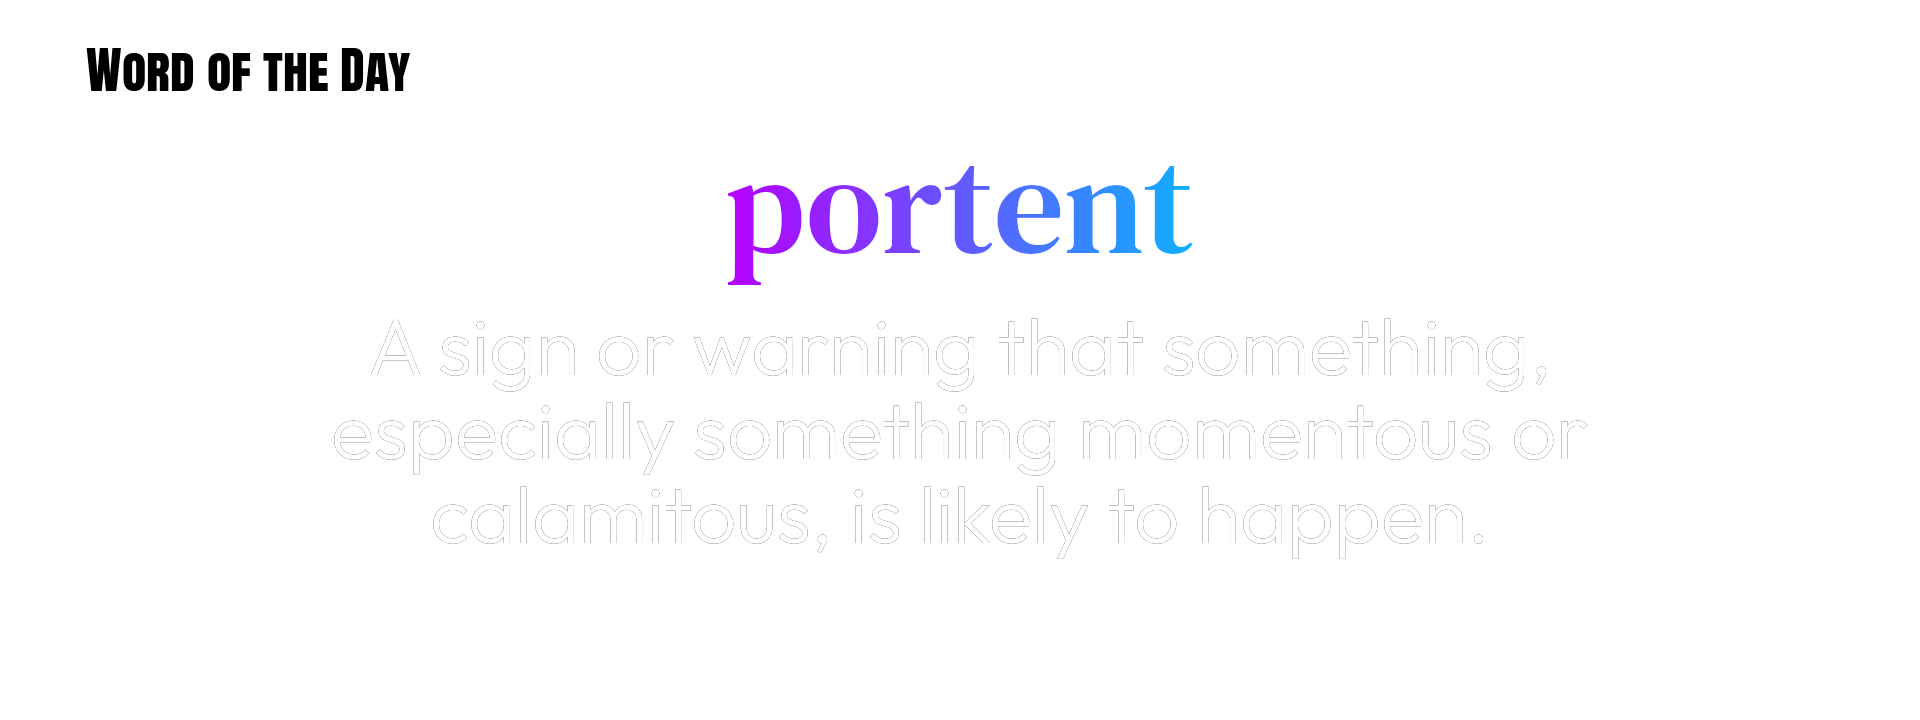 Word of the Day
portent
A sign or warning that something,
especially something momentous or
calamitous, is likely to happen.